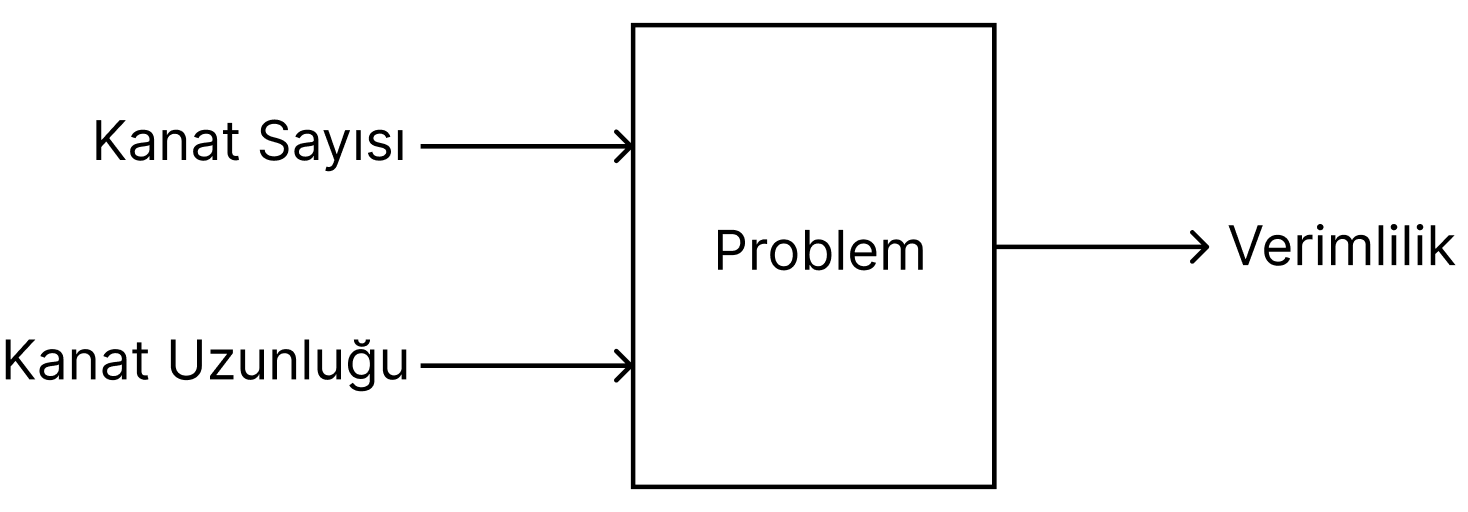 Kanat Sayısı
Problem
Verimlilik
Kanat Uzunluğu